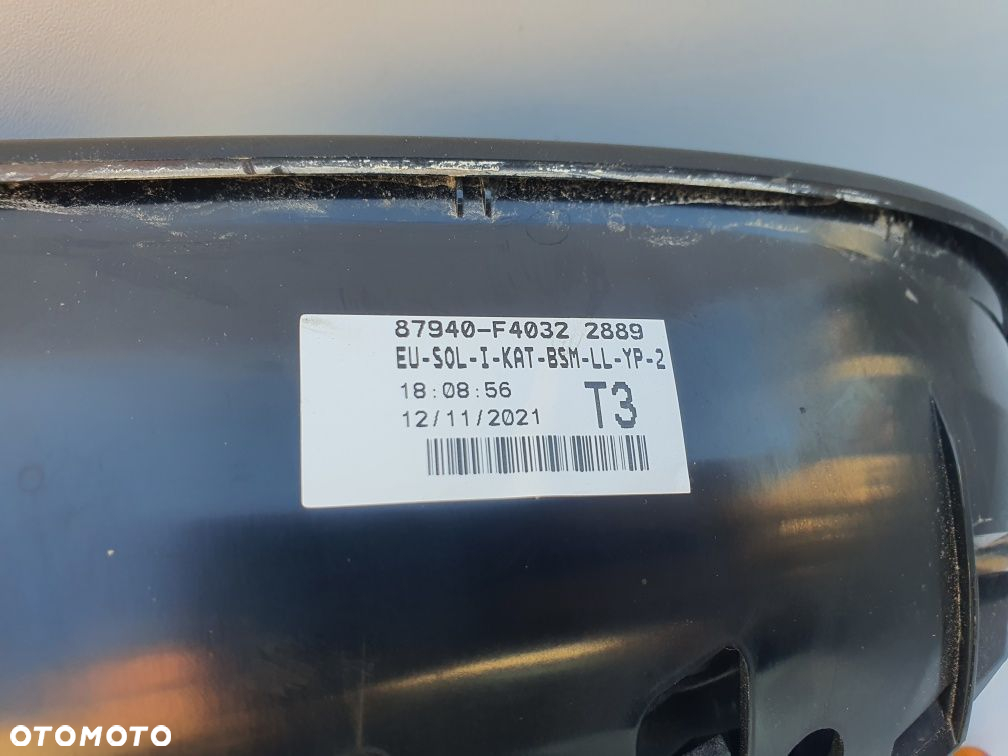 87940-F4032 2889
EU-SOL-I-KAT-BSM-LL-YP-2
18:08:56
T3
12/11/2021
OTOMOTO